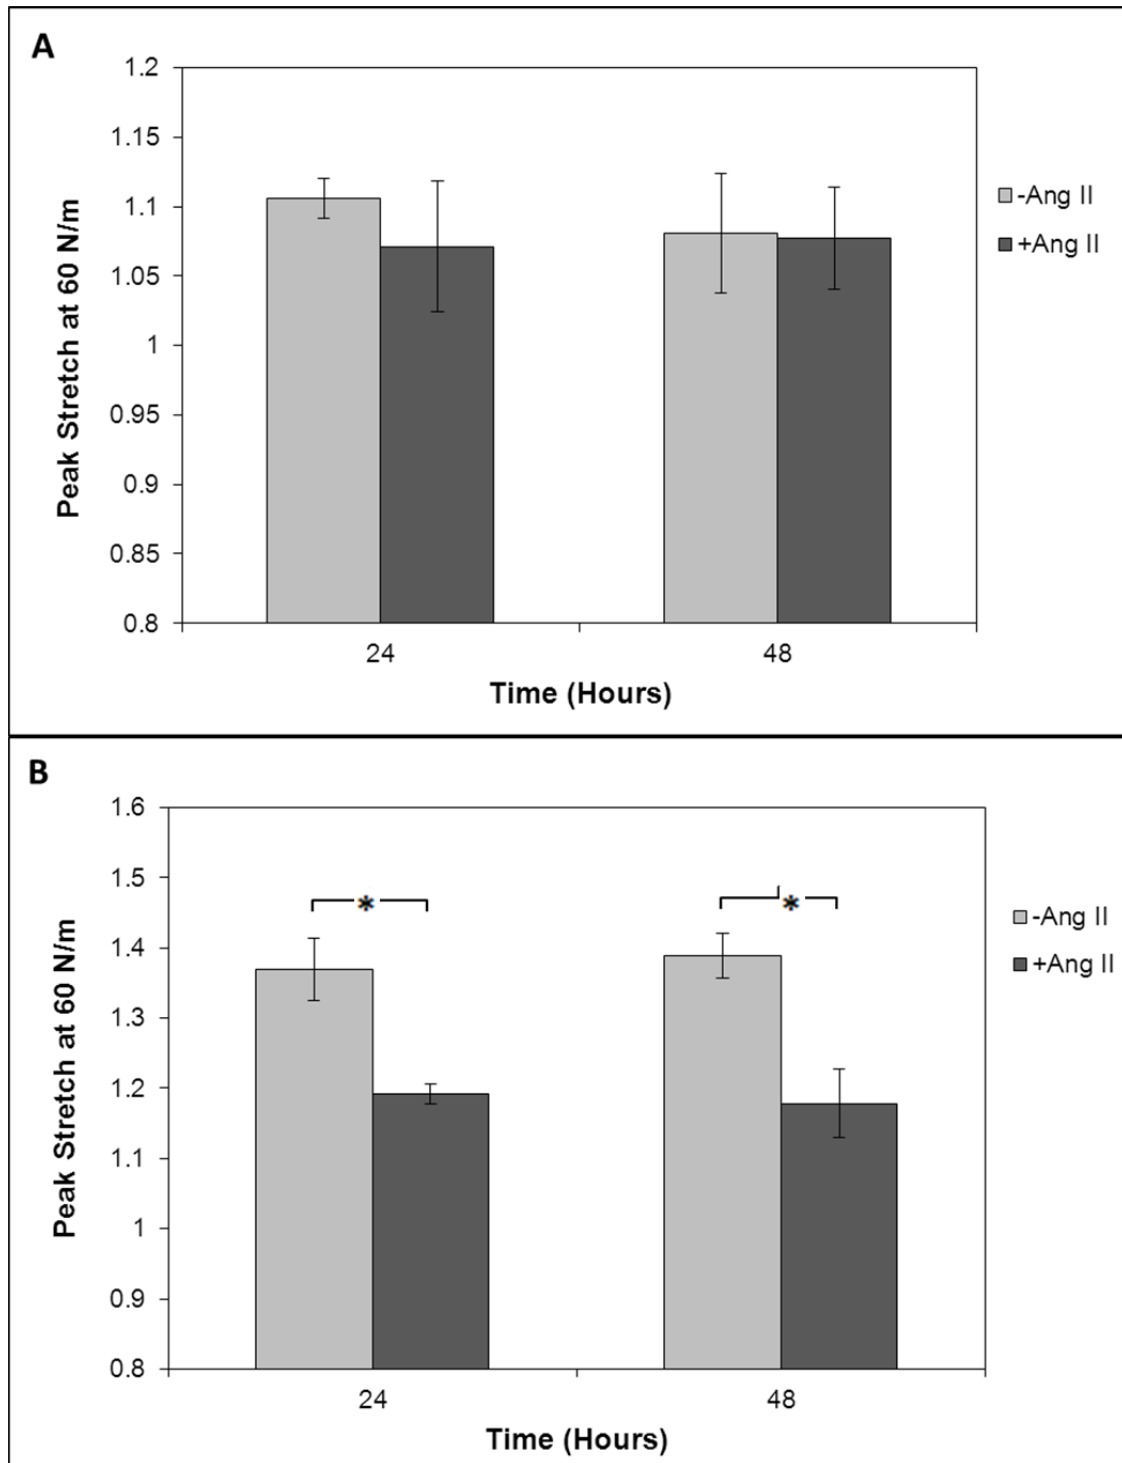 A
1.2
1.15
1.1
1.05
1
0.95
0.9
0.85
0.8
Peak Stretch at 60 N/m
24
48
Time (Hours)
-Ang II
+Ang II
B
1.6
1.5
1.4
1.3
1.2
1.1
1
0.9
0.8
Peak Stretch at 60 N/m
*
*
24
48
Time (Hours)
-Ang II
+Ang II